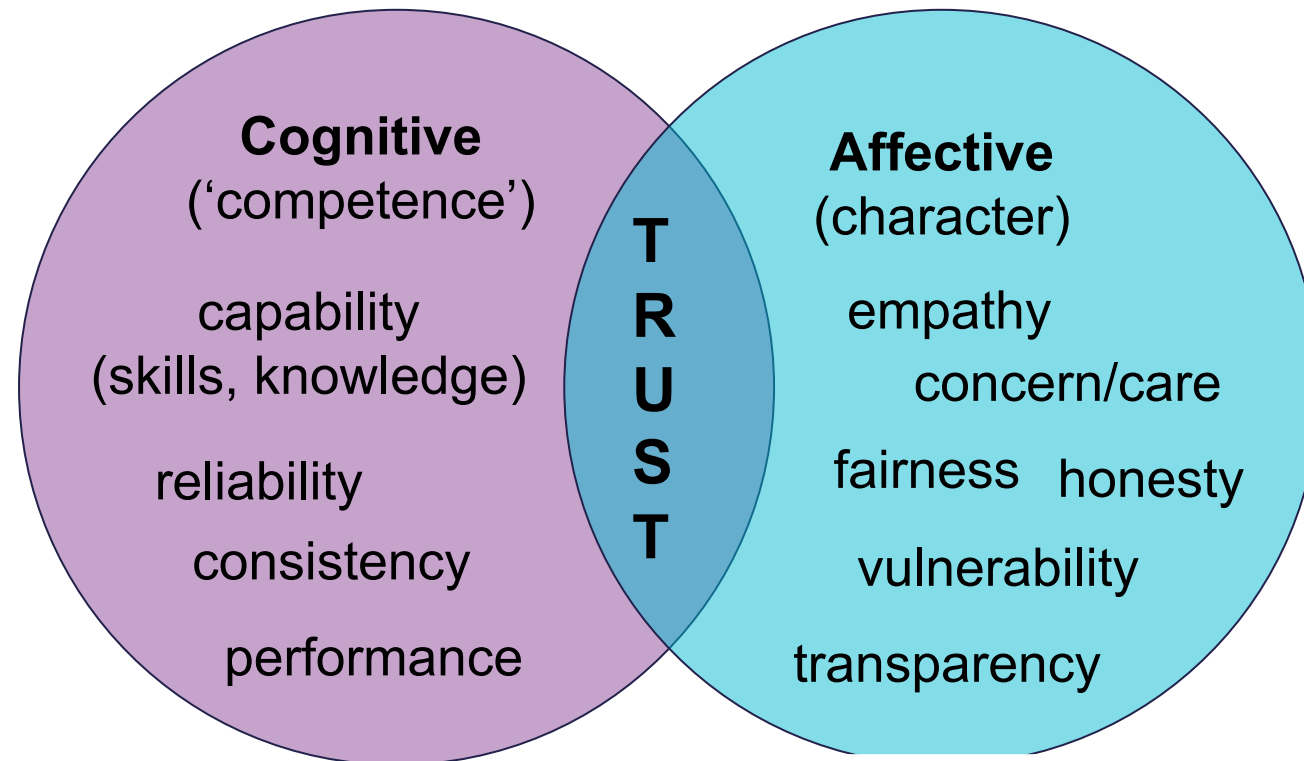 Cognitive
(‘competence’)
capability
(skills, knowledge)
reliability
consistency
performance
T
R
U
S
T
Affective
(character)
empathy
concern/care
fairness honesty
vulnerability
transparency